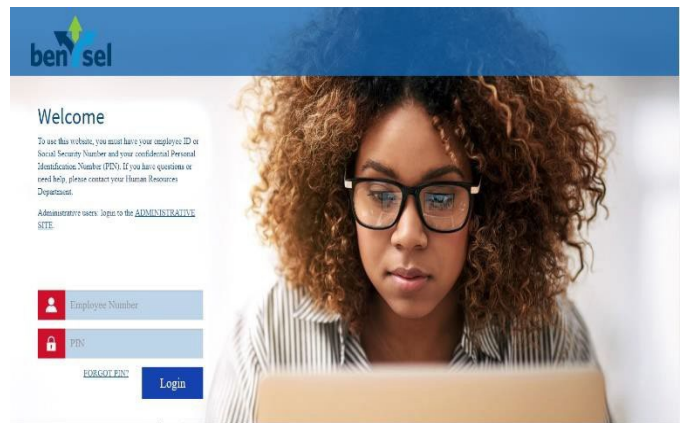 ben sel
Welcome
To use this website, you must have your employee ID or
Social Security Number and your confidential Personal
Identification Number (PIN). If you have questions or
need help, please contact your Human Resources
Department.
Administrative users: login to the ADMINISTRATIVE
SITE.
Employee Number
PIN
FORGOT PIN?
Login